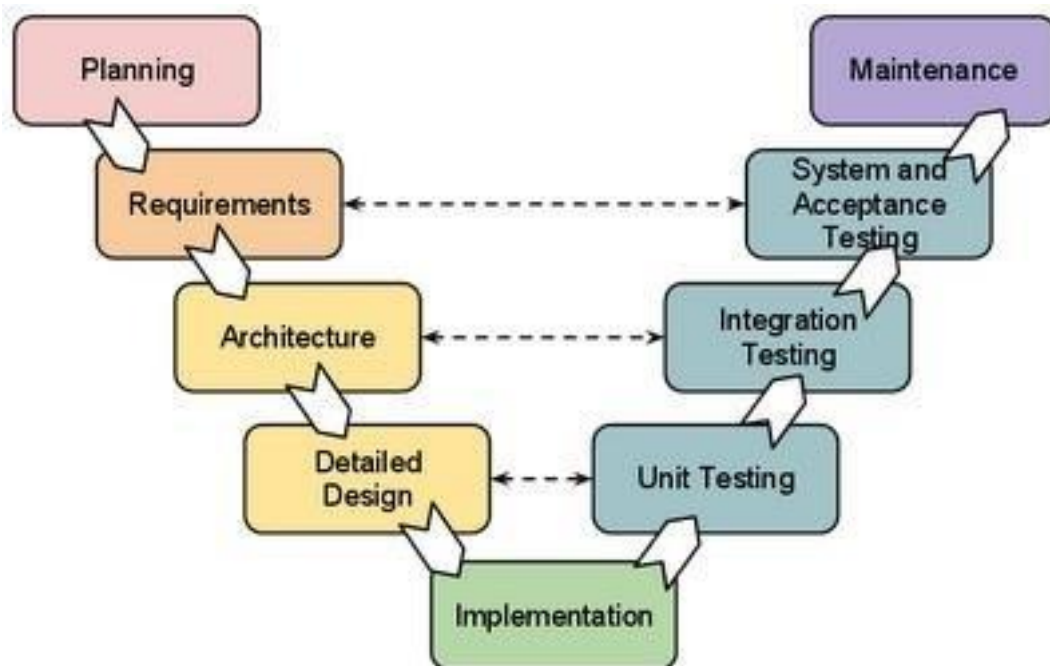 Planning
Maintenance
Requirements
System and
Acceptance
Testing
Architecture
Integration
Testing
Detailed
Design
Unit Testing
Implementation